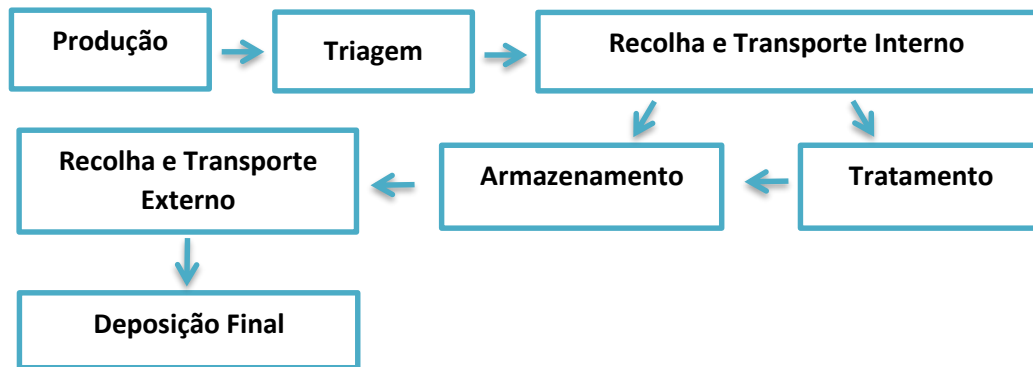 Produção
Triagem
Recolha e Transporte Interno
Recolha e Transporte
Externo
Armazenamento
Tratamento
Deposição Final